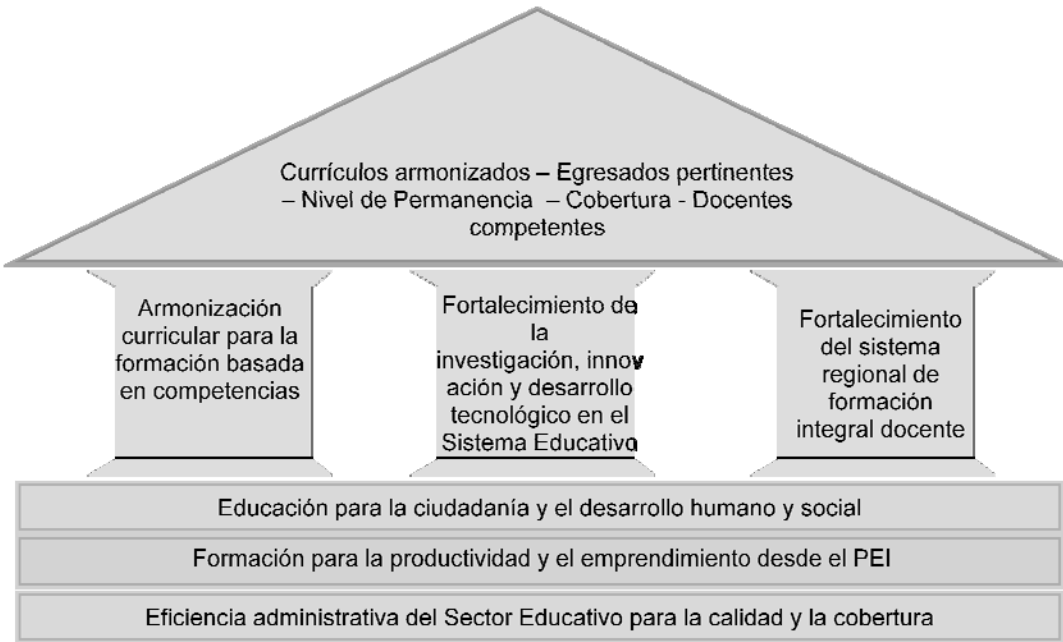 Currículos armonizados – Egresados pertinentes
– Nivel de Permanencia – Cobertura - Docentes
competentes
Armonización
curricular para la
formación basada
en competencias
Fortalecimiento de
la
investigación, innov
ación y desarrollo
tecnológico en el
Sistema Educativo
Fortalecimiento
del sistema
regional de
formación
integral docente
Educación para la ciudadanía y el desarrollo humano y social
Formación para la productividad y el emprendimiento desde el PEI
Eficiencia administrativa del Sector Educativo para la calidad y la cobertura